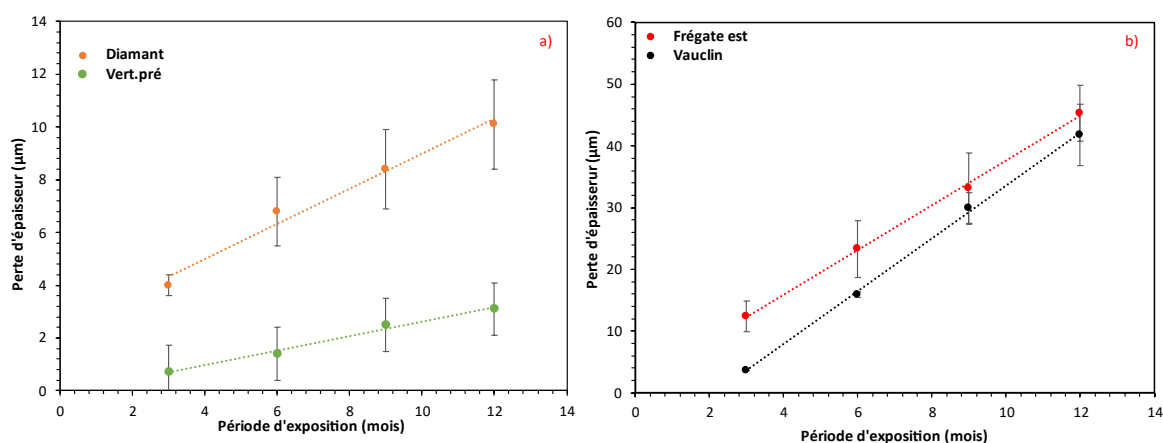 14
12
10
8
6
4
2
0
Perte d'épaisseur (µm)
Diamant
Vert.pré
a)
0 2 4 6 8 10 12 14
Période d'exposition (mois)
60
50
40
30
20
10
0
Perte d'épaisserur (µm)
Frégate est
Vauclin
b)
0 2 4 6 8 10 12 14
Période d'exposition (mois)